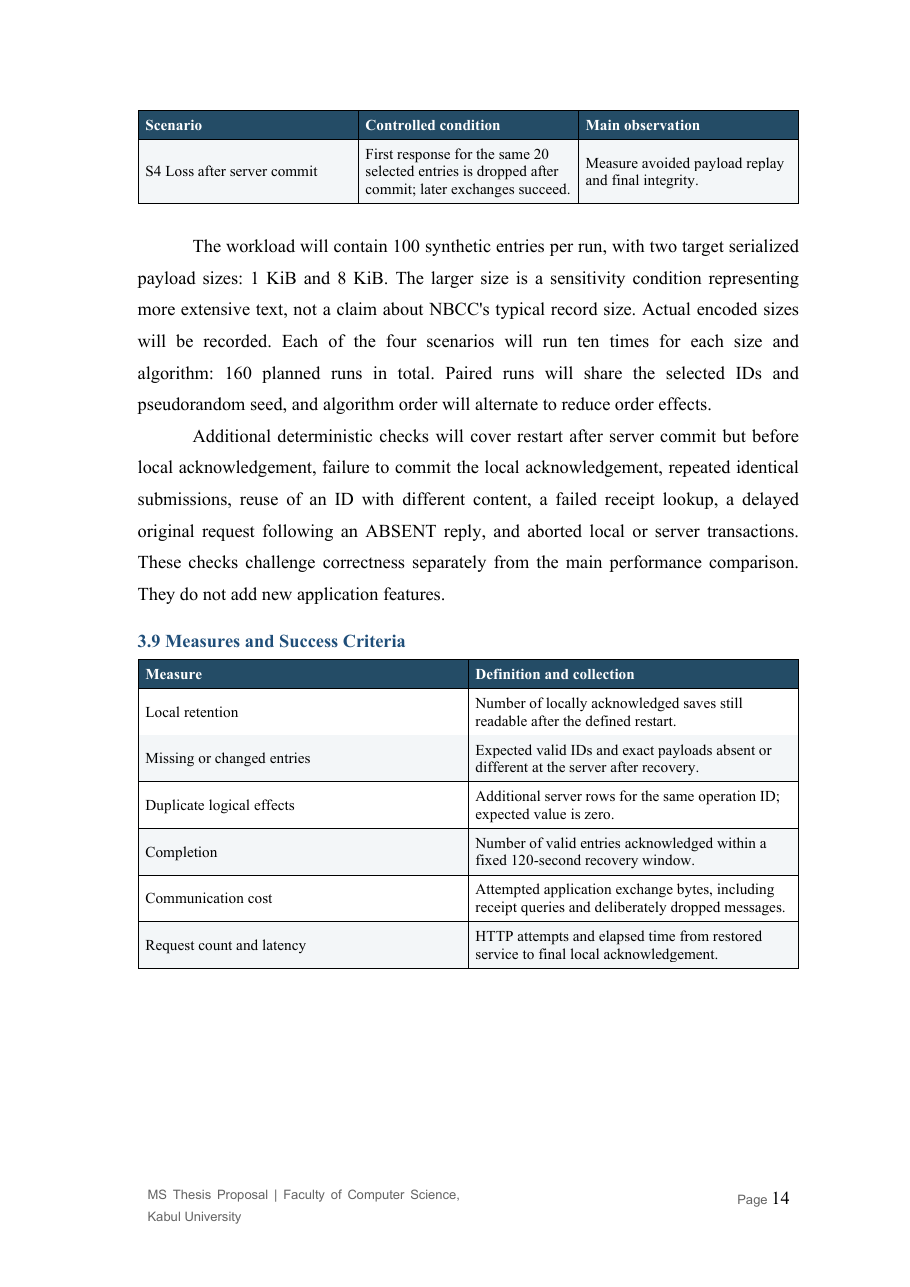 Scenario
Controlled condition
Main observation
S4 Loss after server commit
First response for the same 20
selected entries is dropped after
commit; later exchanges succeed.
Measure avoided payload replay
and final integrity.
The workload will contain 100 synthetic entries per run, with two target serialized
payload sizes: 1 KiB and 8 KiB. The larger size is a sensitivity condition representing
more extensive text, not a claim about NBCC's typical record size. Actual encoded sizes
will be recorded. Each of the four scenarios will run ten times for each size and
algorithm: 160 planned runs in total. Paired runs will share the selected IDs and
pseudorandom seed, and algorithm order will alternate to reduce order effects.
Additional deterministic checks will cover restart after server commit but before
local acknowledgement, failure to commit the local acknowledgement, repeated identical
submissions, reuse of an ID with different content, a failed receipt lookup, a delayed
original request following an ABSENT reply, and aborted local or server transactions.
These checks challenge correctness separately from the main performance comparison.
They do not add new application features.
3.9 Measures and Success Criteria
Measure
Definition and collection
Local retention
Number of locally acknowledged saves still
readable after the defined restart.
Missing or changed entries
Expected valid IDs and exact payloads absent or
different at the server after recovery.
Duplicate logical effects
Additional server rows for the same operation ID;
expected value is zero.
Completion
Number of valid entries acknowledged within a
fixed 120-second recovery window.
Communication cost
Attempted application exchange bytes, including
receipt queries and deliberately dropped messages.
Request count and latency
HTTP attempts and elapsed time from restored
service to final local acknowledgement.
MS Thesis Proposal | Faculty of Computer Science,
Kabul University
Page 14